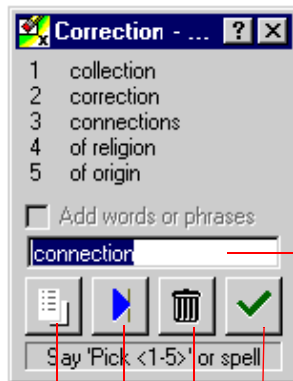 Correction - ... ? ×
1 collection
2 correction
3 connections
4 of religion
5 of origin
Add words or phrases
connection
Say 'Pick <1-5>' or spell